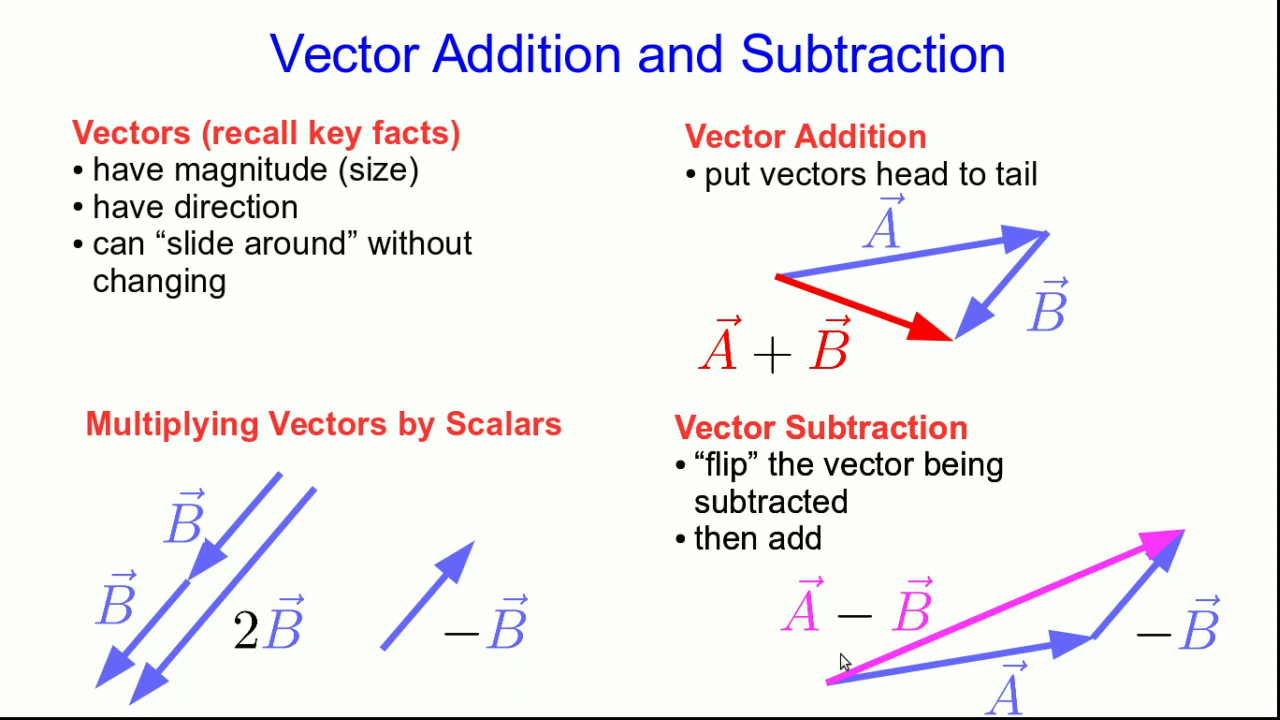 Vector Addition and Subtraction
Vectors (recall key facts)
• have magnitude (size)
• have direction
• can “slide around” without
changing
Vector Addition
• put vectors head to tail
A⃗
B⃗
A⃗ + B⃗
Multiplying Vectors by Scalars
B⃗
B⃗
2B⃗
−B⃗
Vector Subtraction
• “flip” the vector being
subtracted
• then add
A⃗ − B⃗
−B⃗
A⃗